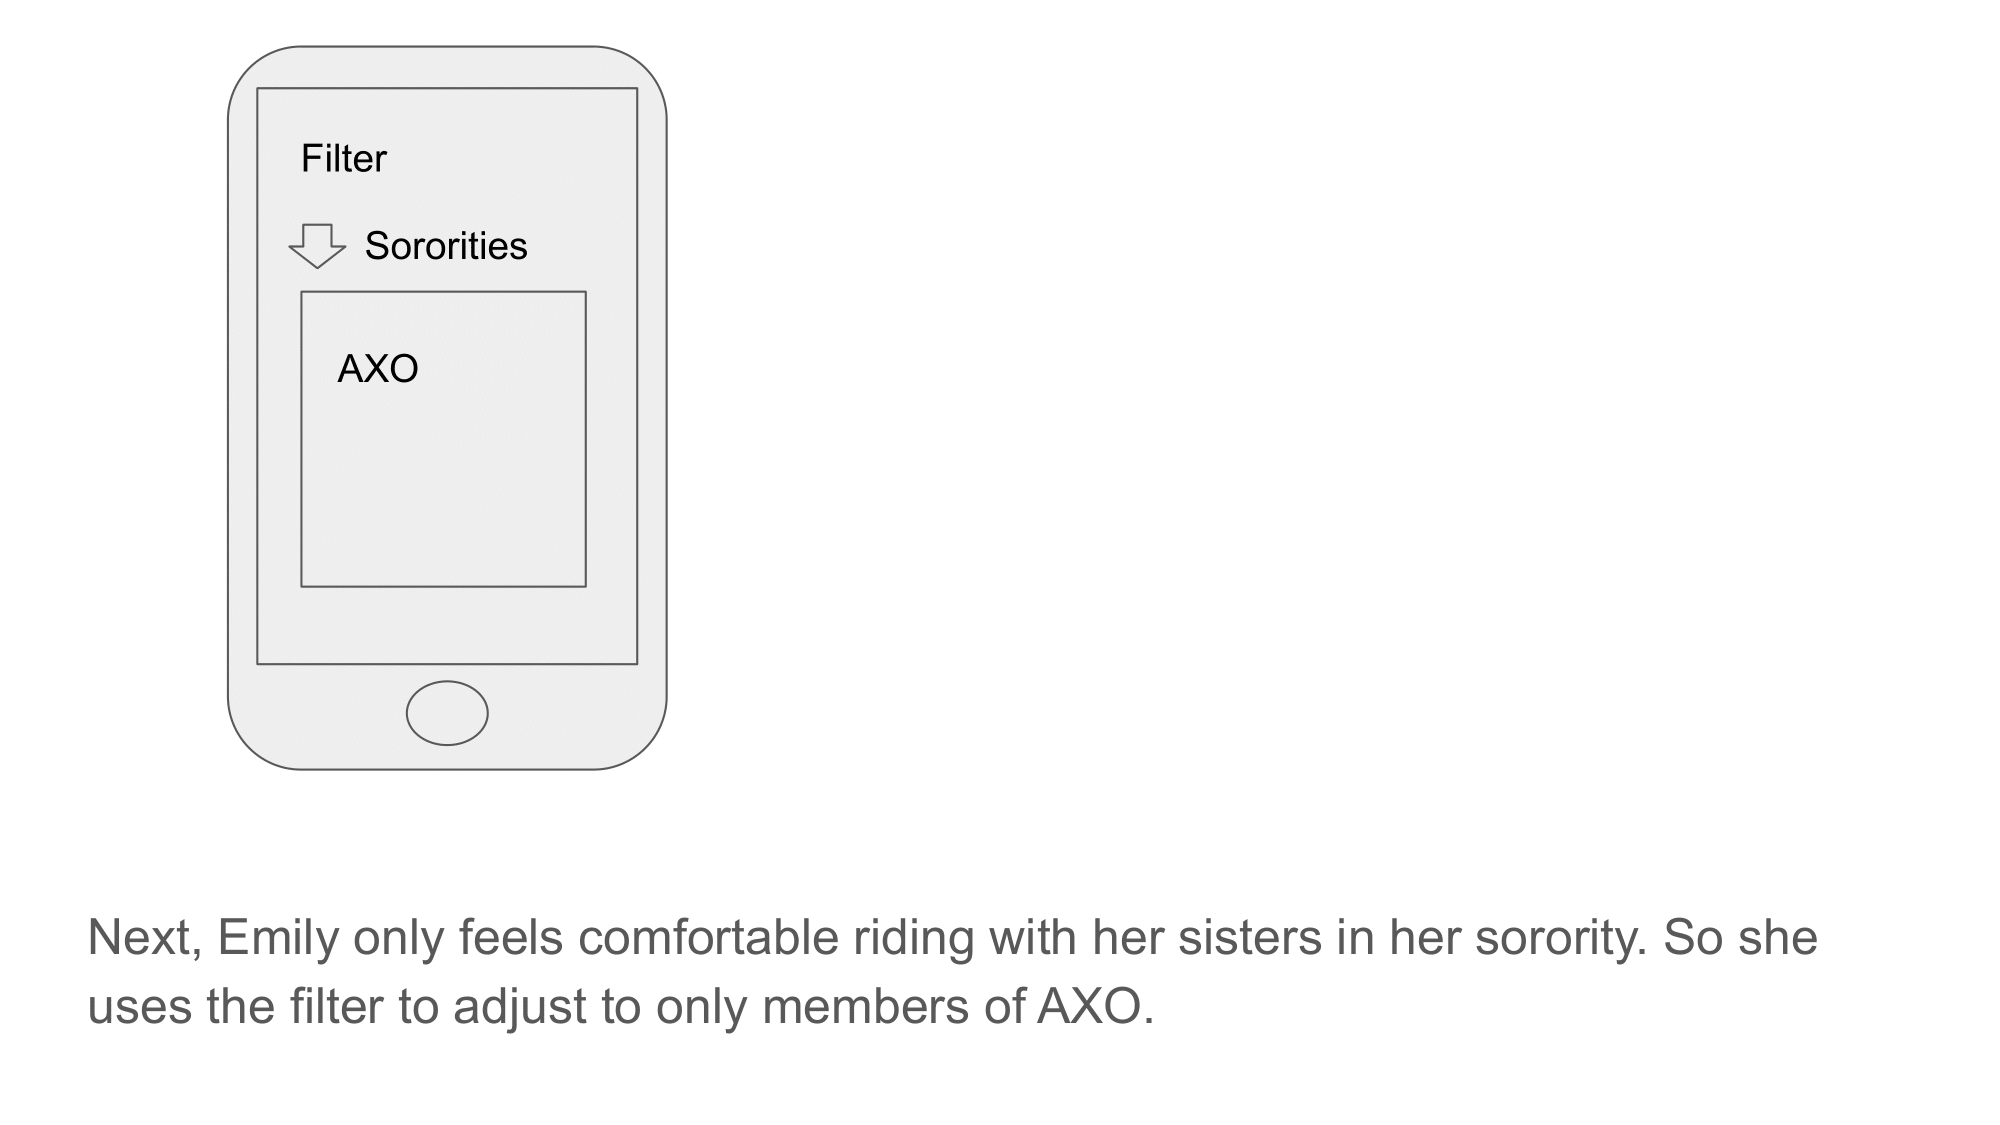 Filter
Sororities
AXO
Next, Emily only feels comfortable riding with her sisters in her sorority. So she
uses the filter to adjust to only members of AXO.